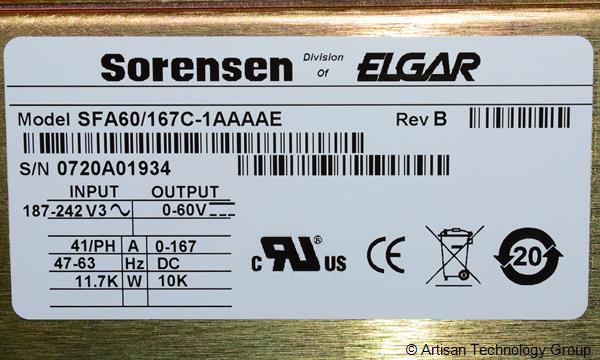 Sorensen Division Of ELGAR
Model SFA60/167C-1AAAAE Rev B
S/N 0720A01934
INPUT OUTPUT
187-242 V3 0-60V
41/PH A 0-167
47-63 Hz DC
11.7K W 10K
c RU ® US CE 20
© Artisan Technology Group